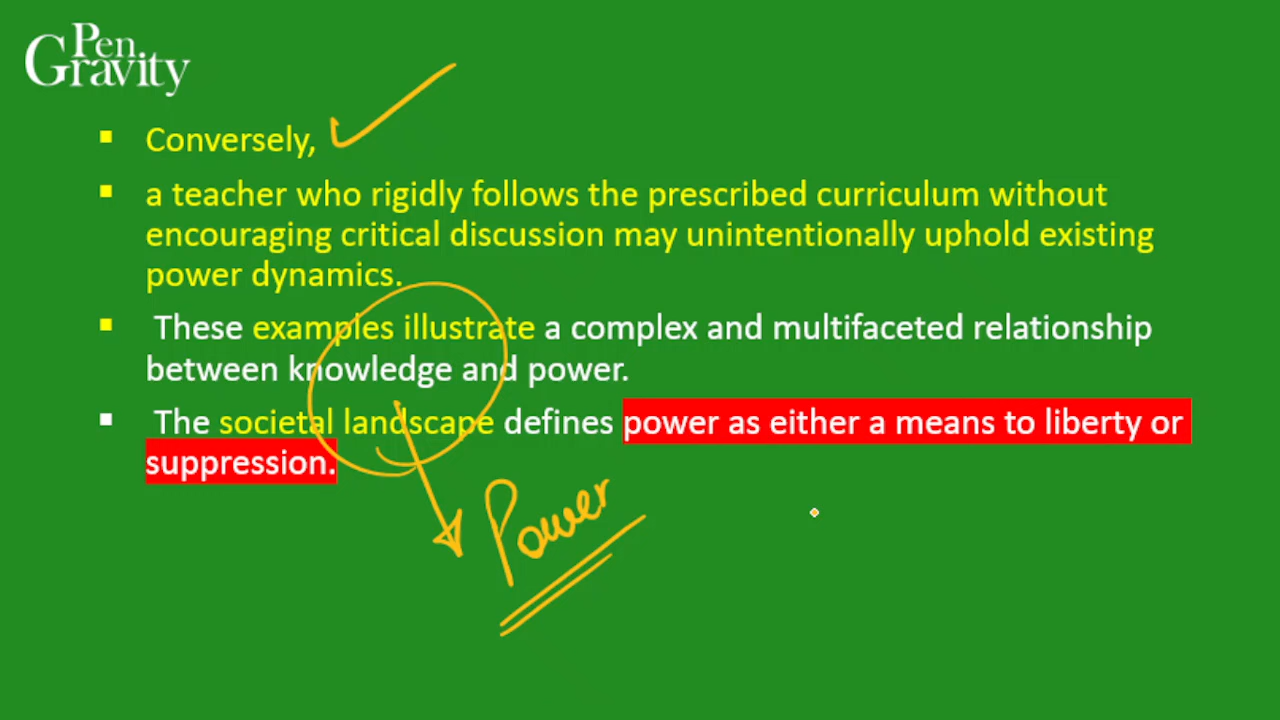 Pen
Gravity
Conversely,
a teacher who rigidly follows the prescribed curriculum without
encouraging critical discussion may unintentionally uphold existing
power dynamics.
These examples illustrate a complex and multifaceted relationship
between knowledge and power.
The societal landscape defines power as either a means to liberty or
suppression.
Power